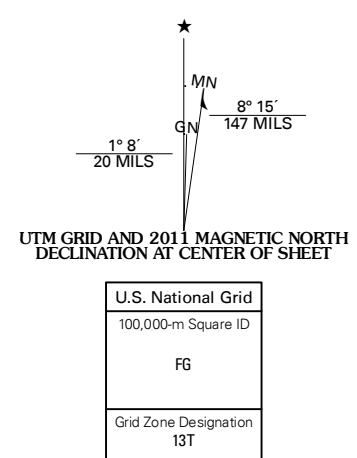 ★
MN
GN
8° 15´
147 MILS
1° 8´
20 MILS
UTM GRID AND 2011 MAGNETIC NORTH
DECLINATION AT CENTER OF SHEET
U.S. National Grid
100,000-m Square ID
FG
Grid Zone Designation
13T